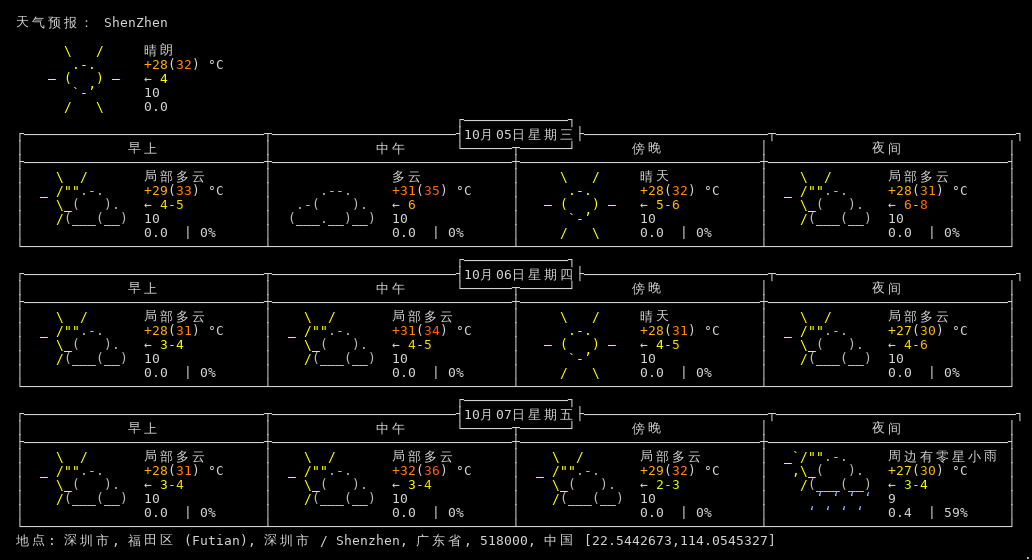 天气预报： ShenZhen
晴朗
+28(32) °C
← 4
10
0.0
10月05日星期三
早上 中午 傍晚 夜间
局部多云 多云 晴天 局部多云
+29(33) °C +31(35) °C +28(32) °C +28(31) °C
← 4-5 ← 6 ← 5-6 ← 6-8
10 10 10 10
0.0 | 0% 0.0 | 0% 0.0 | 0% 0.0 | 0%
10月06日星期四
早上 中午 傍晚 夜间
局部多云 局部多云 晴天 局部多云
+28(31) °C +31(34) °C +28(31) °C +27(30) °C
← 3-4 ← 4-5 ← 4-5 ← 4-6
10 10 10 10
0.0 | 0% 0.0 | 0% 0.0 | 0% 0.0 | 0%
10月07日星期五
早上 中午 傍晚 夜间
局部多云 局部多云 局部多云 周边有零星小雨
+28(31) °C +32(36) °C +29(32) °C +27(30) °C
← 3-4 ← 3-4 ← 2-3 ← 3-4
10 10 10 9
0.0 | 0% 0.0 | 0% 0.0 | 0% 0.4 | 59%
地点: 深圳市, 福田区 (Futian), 深圳市 / Shenzhen, 广东省, 518000, 中国 [22.5442673,114.0545327]